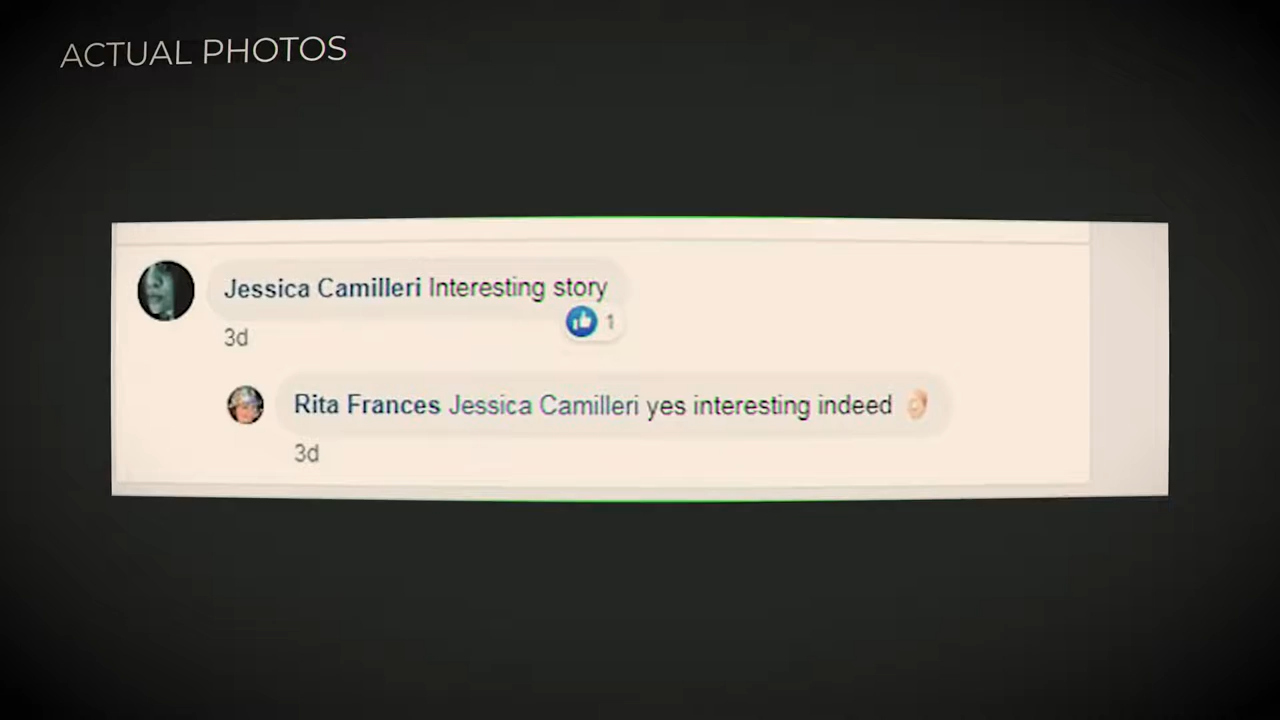 ACTUAL PHOTOS
Jessica Camilleri Interesting story
1
3d
Rita Frances Jessica Camilleri yes interesting indeed 👌🏻
3d